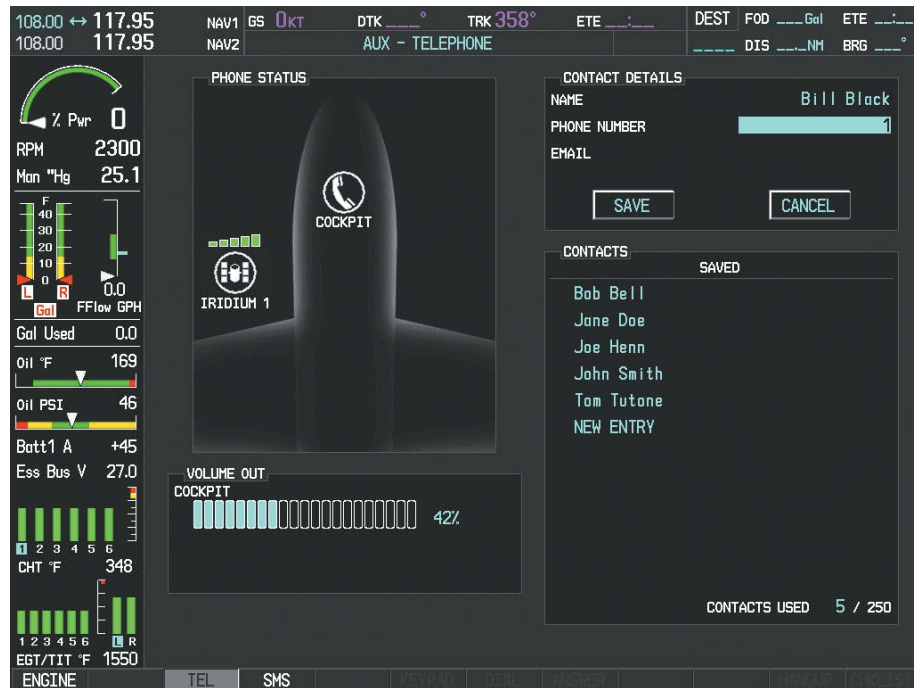 108.00 ↔ 117.95 NAV1 GS 0KT DTK ___° TRK 358° ETE __:__ DEST FOD ___Gal ETE __:__
108.00 117.95 NAV2 AUX - TELEPHONE ____ DIS __._NM BRG ___°
% Pwr 0
RPM 2300
Man "Hg 25.1
F
40
30
20
10
0
L R 0.0
Gal FFlow GPH
Gal Used 0.0
Oil °F 169
Oil PSI 46
Batt1 A +45
Ess Bus V 27.0
1 2 3 4 5 6
CHT °F 348
1 2 3 4 5 6 L R
EGT/TIT °F 1550
PHONE STATUS
COCKPIT
IRIDIUM 1
VOLUME OUT
COCKPIT
42%
CONTACT DETAILS
NAME Bill Black
PHONE NUMBER 1
EMAIL
SAVE CANCEL
CONTACTS
SAVED
Bob Bell
Jane Doe
Joe Henn
John Smith
Tom Tutone
NEW ENTRY
CONTACTS USED 5 / 250
ENGINE TEL SMS KEYPAD DIAL ANSWER HANGUP CHKLIST